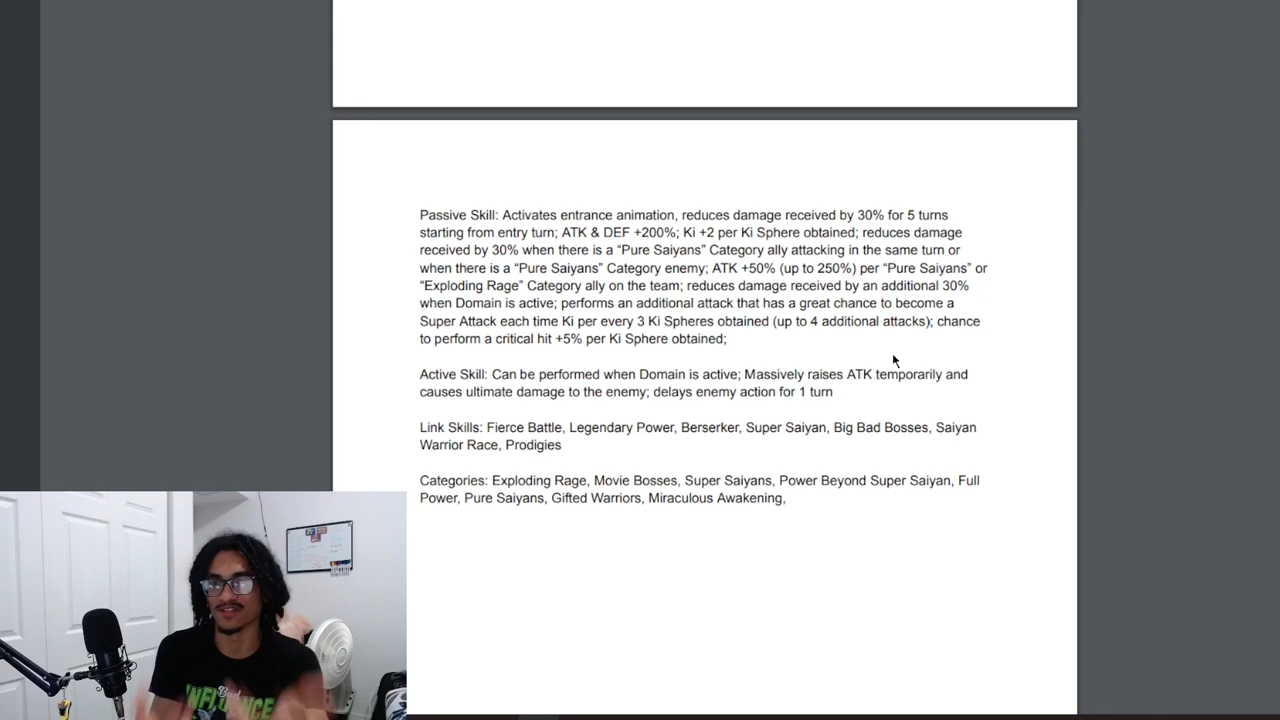 Passive Skill: Activates entrance animation, reduces damage received by 30% for 5 turns
starting from entry turn; ATK & DEF +200%; Ki +2 per Ki Sphere obtained; reduces damage
received by 30% when there is a “Pure Saiyans” Category ally attacking in the same turn or
when there is a “Pure Saiyans” Category enemy; ATK +50% (up to 250%) per “Pure Saiyans” or
“Exploding Rage” Category ally on the team; reduces damage received by an additional 30%
when Domain is active; performs an additional attack that has a great chance to become a
Super Attack each time Ki per every 3 Ki Spheres obtained (up to 4 additional attacks); chance
to perform a critical hit +5% per Ki Sphere obtained;
Active Skill: Can be performed when Domain is active; Massively raises ATK temporarily and
causes ultimate damage to the enemy; delays enemy action for 1 turn
Link Skills: Fierce Battle, Legendary Power, Berserker, Super Saiyan, Big Bad Bosses, Saiyan
Warrior Race, Prodigies
Categories: Exploding Rage, Movie Bosses, Super Saiyans, Power Beyond Super Saiyan, Full
Power, Pure Saiyans, Gifted Warriors, Miraculous Awakening,
Bad
INFLUENCE